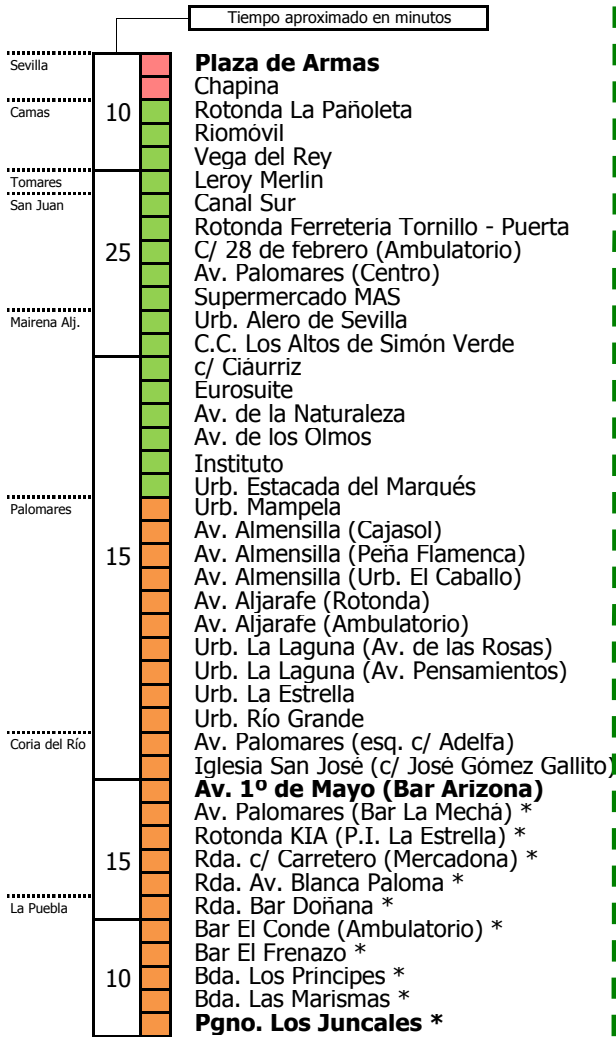 Tiempo aproximado en minutos
Sevilla
Plaza de Armas
Chapina
Camas
10
Rotonda La Pañoleta
Riomóvil
Vega del Rey
Tomares
Leroy Merlin
San Juan
Canal Sur
Rotonda Ferretería Tornillo - Puerta
25
C/ 28 de febrero (Ambulatorio)
Av. Palomares (Centro)
Supermercado MAS
Mairena Alj.
Urb. Alero de Sevilla
C.C. Los Altos de Simón Verde
c/ Ciaurriz
Eurosuite
Av. de la Naturaleza
Av. de los Olmos
Instituto
Urb. Estacada del Marqués
Palomares
Urb. Mampela
Av. Almensilla (Cajasol)
15
Av. Almensilla (Peña Flamenca)
Av. Almensilla (Urb. El Caballo)
Av. Aljarafe (Rotonda)
Av. Aljarafe (Ambulatorio)
Urb. La Laguna (Av. de las Rosas)
Urb. La Laguna (Av. Pensamientos)
Urb. La Estrella
Urb. Río Grande
Coria del Río
Av. Palomares (esq. c/ Adelfa)
Iglesia San José (c/ José Gómez Gallito)
Av. 1º de Mayo (Bar Arizona)
Av. Palomares (Bar La Mechá) *
Rotonda KIA (P.I. La Estrella) *
15
Rda. c/ Carretero (Mercadona) *
Rda. Av. Blanca Paloma *
La Puebla
Rda. Bar Doñana *
Bar El Conde (Ambulatorio) *
Bar El Frenazo *
10
Bda. Los Príncipes *
Bda. Las Marismas *
Pgno. Los Juncales *